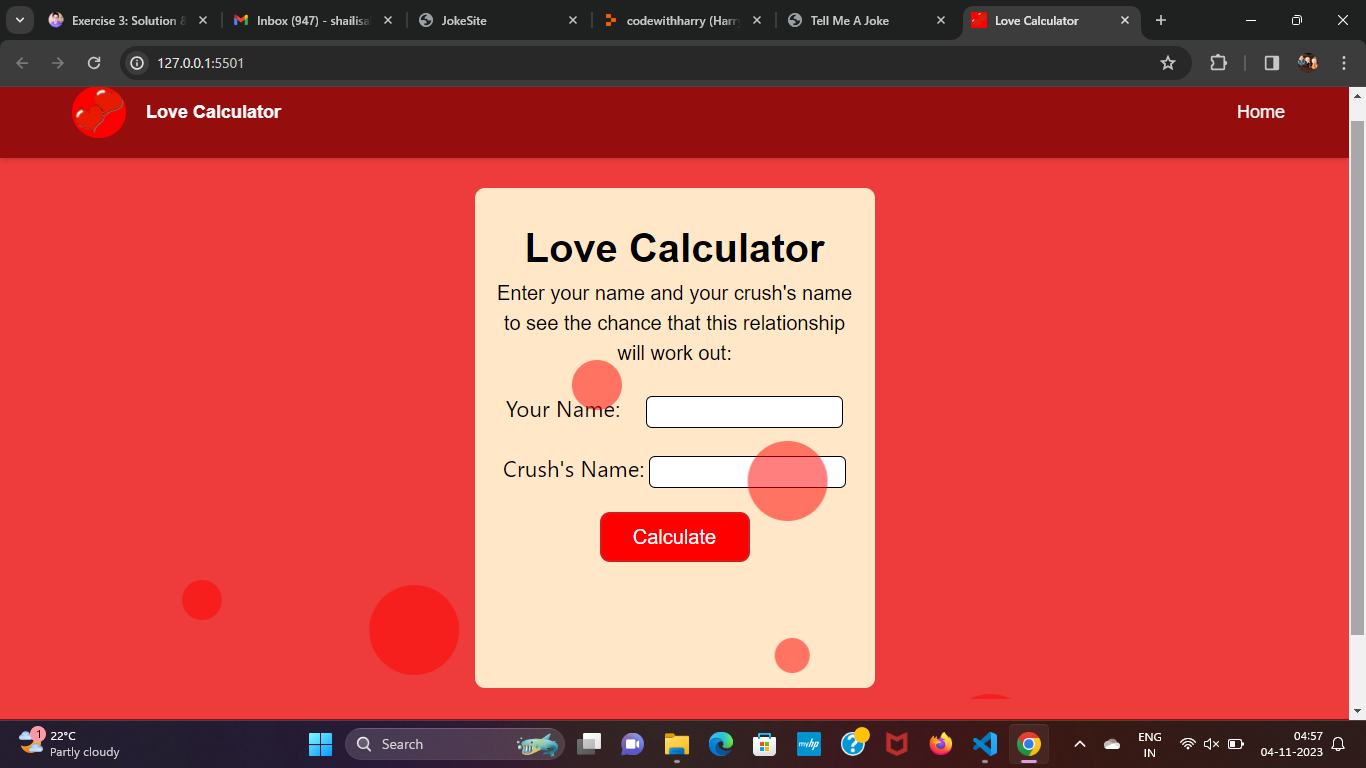 Exercise 3: Solution &
Inbox (947) - shailisa
JokeSite
codewithharry (Harr
Tell Me A Joke
Love Calculator
127.0.0.1:5501
Love Calculator
Home
Love Calculator
Enter your name and your crush's name
to see the chance that this relationship
will work out:
Your Name:
Crush's Name:
Calculate
1
22°C
Partly cloudy
Search
myhp
ENG
IN
04:57
04-11-2023